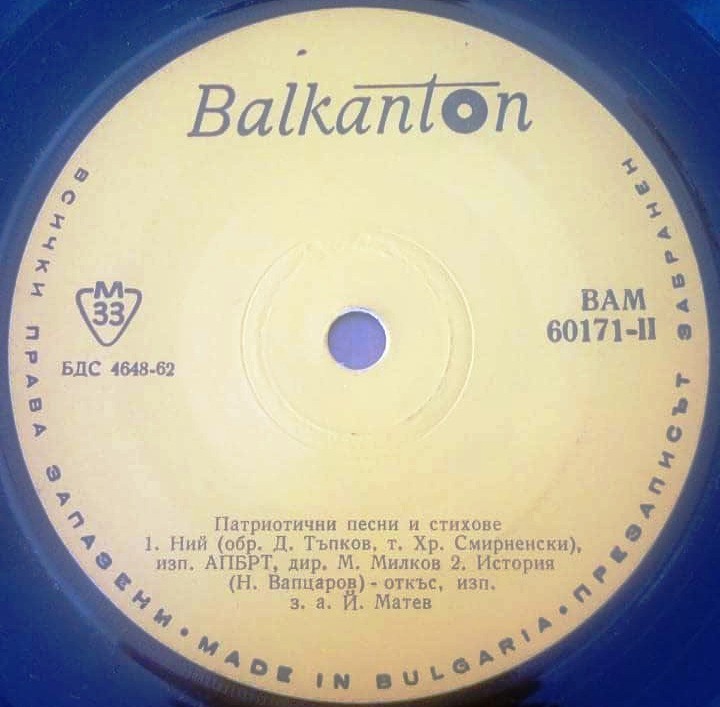 Balkanton
ВСИЧКИ ПРАВА ЗАПАЗЕНИ • MADE IN BULGARIA • ПРЕЗАПИСЪТ ЗАБРАНЕН
М
33
БДС 4648-62
ВАМ
60171-II
Патриотични песни и стихове
1. Ний (обр. Д. Тъпков, т. Хр. Смирненски),
изп. АПБРТ, дир. М. Милков 2. История
(Н. Вапцаров) - откъс, изп.
з. а. Й. Матев